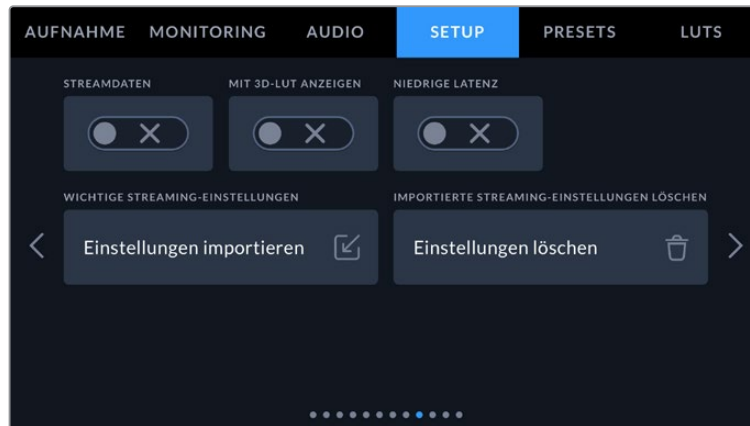 AUFNAHME MONITORING AUDIO SETUP PRESETS LUTS
STREAMDATEN MIT 3D-LUT ANZEIGEN NIEDRIGE LATENZ
WICHTIGE STREAMING-EINSTELLUNGEN IMPORTIERTE STREAMING-EINSTELLUNGEN LÖSCHEN
Einstellungen importieren Einstellungen löschen